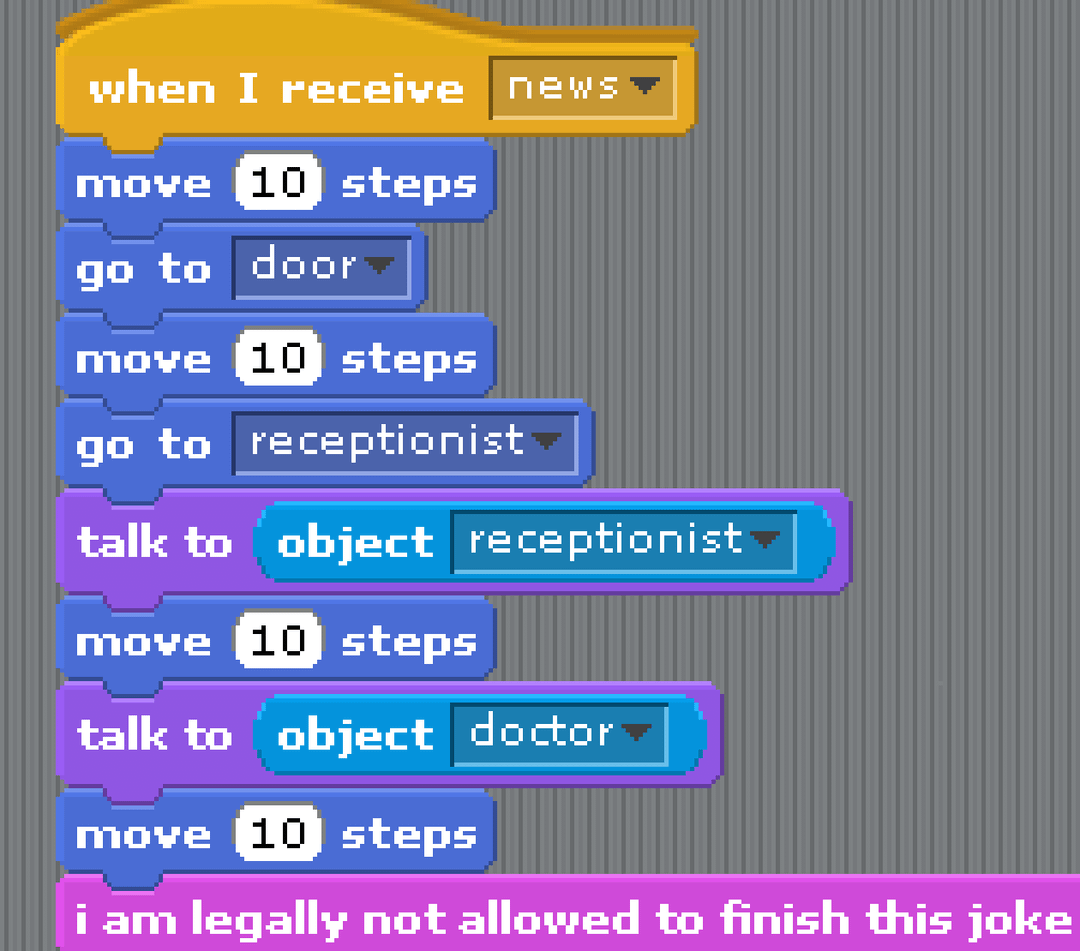 when I receive news
move 10 steps
go to door
move 10 steps
go to receptionist
talk to object receptionist
move 10 steps
talk to object doctor
move 10 steps
i am legally not allowed to finish this joke